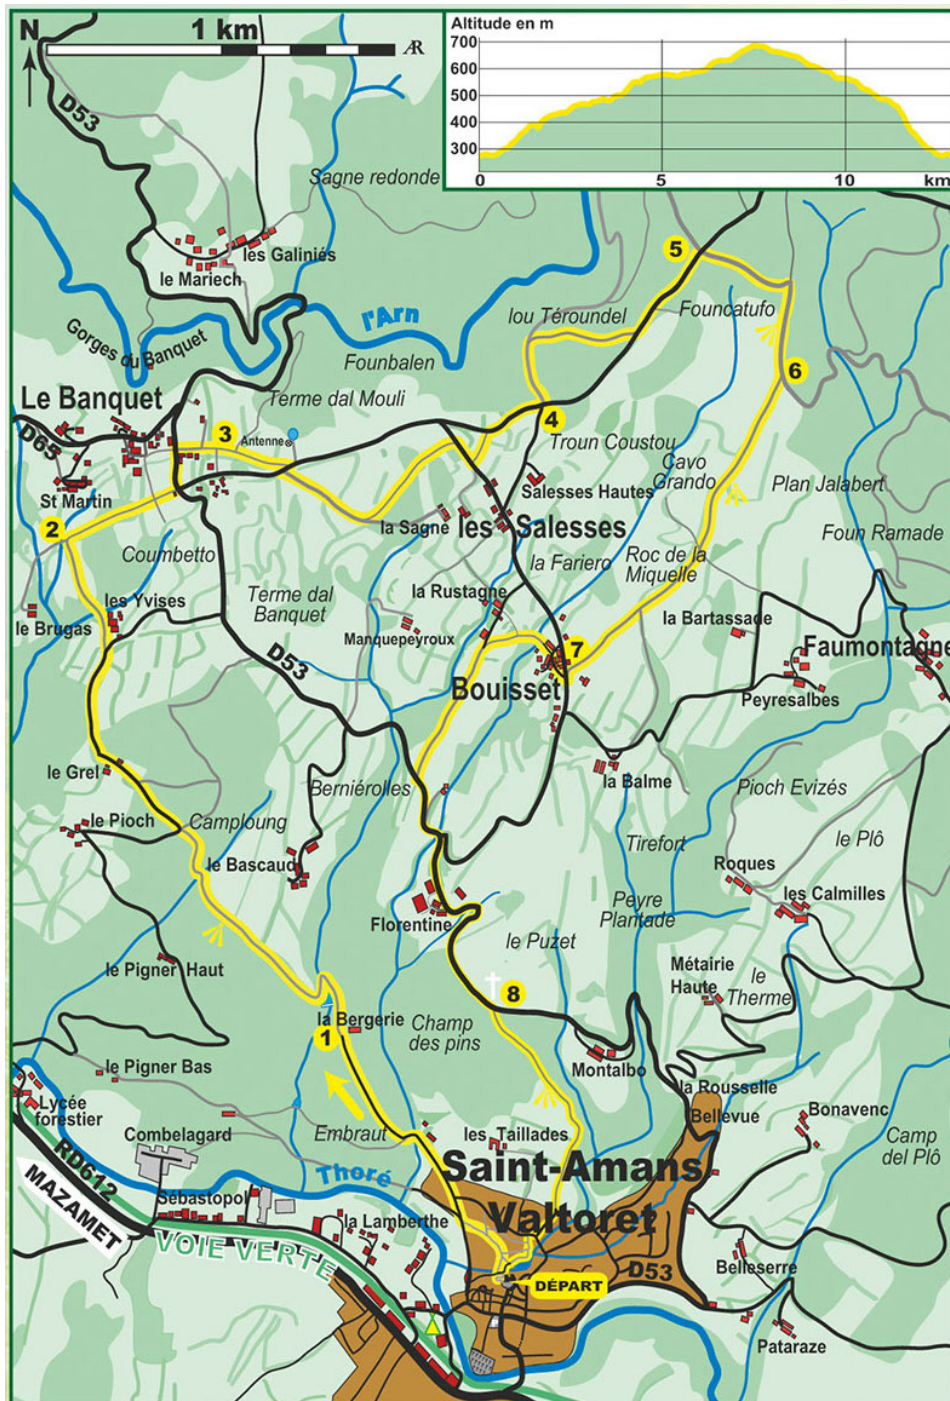 N
1 km
AR
Altitude en m
700
600
500
400
300
0
5
10
km
D53
Sagne redonde
les Galiniés
le Mariech
l'Arn
Gorges du Banquet
Founbalen
lou Téroundel
5
Founcatufo
6
Le Banquet
Terme dal Mouli
D65
3
Antenne
4
Troun Coustou
St Martin
Salesses Hautes
Cavo
Grando
Plan Jalabert
2
la Sagne
les Salesses
Coumbetto
la Fariero
Roc de la
Miquelle
Foun Ramade
Terme dal
Banquet
la Rustagne
les Yvises
le Brugas
Manquepeyroux
la Bartassade
D53
7
Faumontagne
Bouisset
Peyresalbes
le Grel
Berniérolles
la Balme
Pioch Evizés
le Pioch
Camploung
Tirefort
le Plô
le Bascaud
Roques
les Calmilles
Florentine
Peyre
Plantade
le Puzet
le Pigner Haut
Métairie
Haute
le
Therme
8
la Bergerie
1
Champ
des pins
le Pigner Bas
Montalbo
la Rousselle
Lycée
forestier
Bellevue
Bonavenc
Combelagard
Embraut
les Taillades
Camp
del Plô
RD612
Thoré
Saint-Amans
Valtoret
MAZAMET
Sébastopol
la Lamberthe
VOIE VERTE
DÉPART
D53
Belleserre
Pataraze